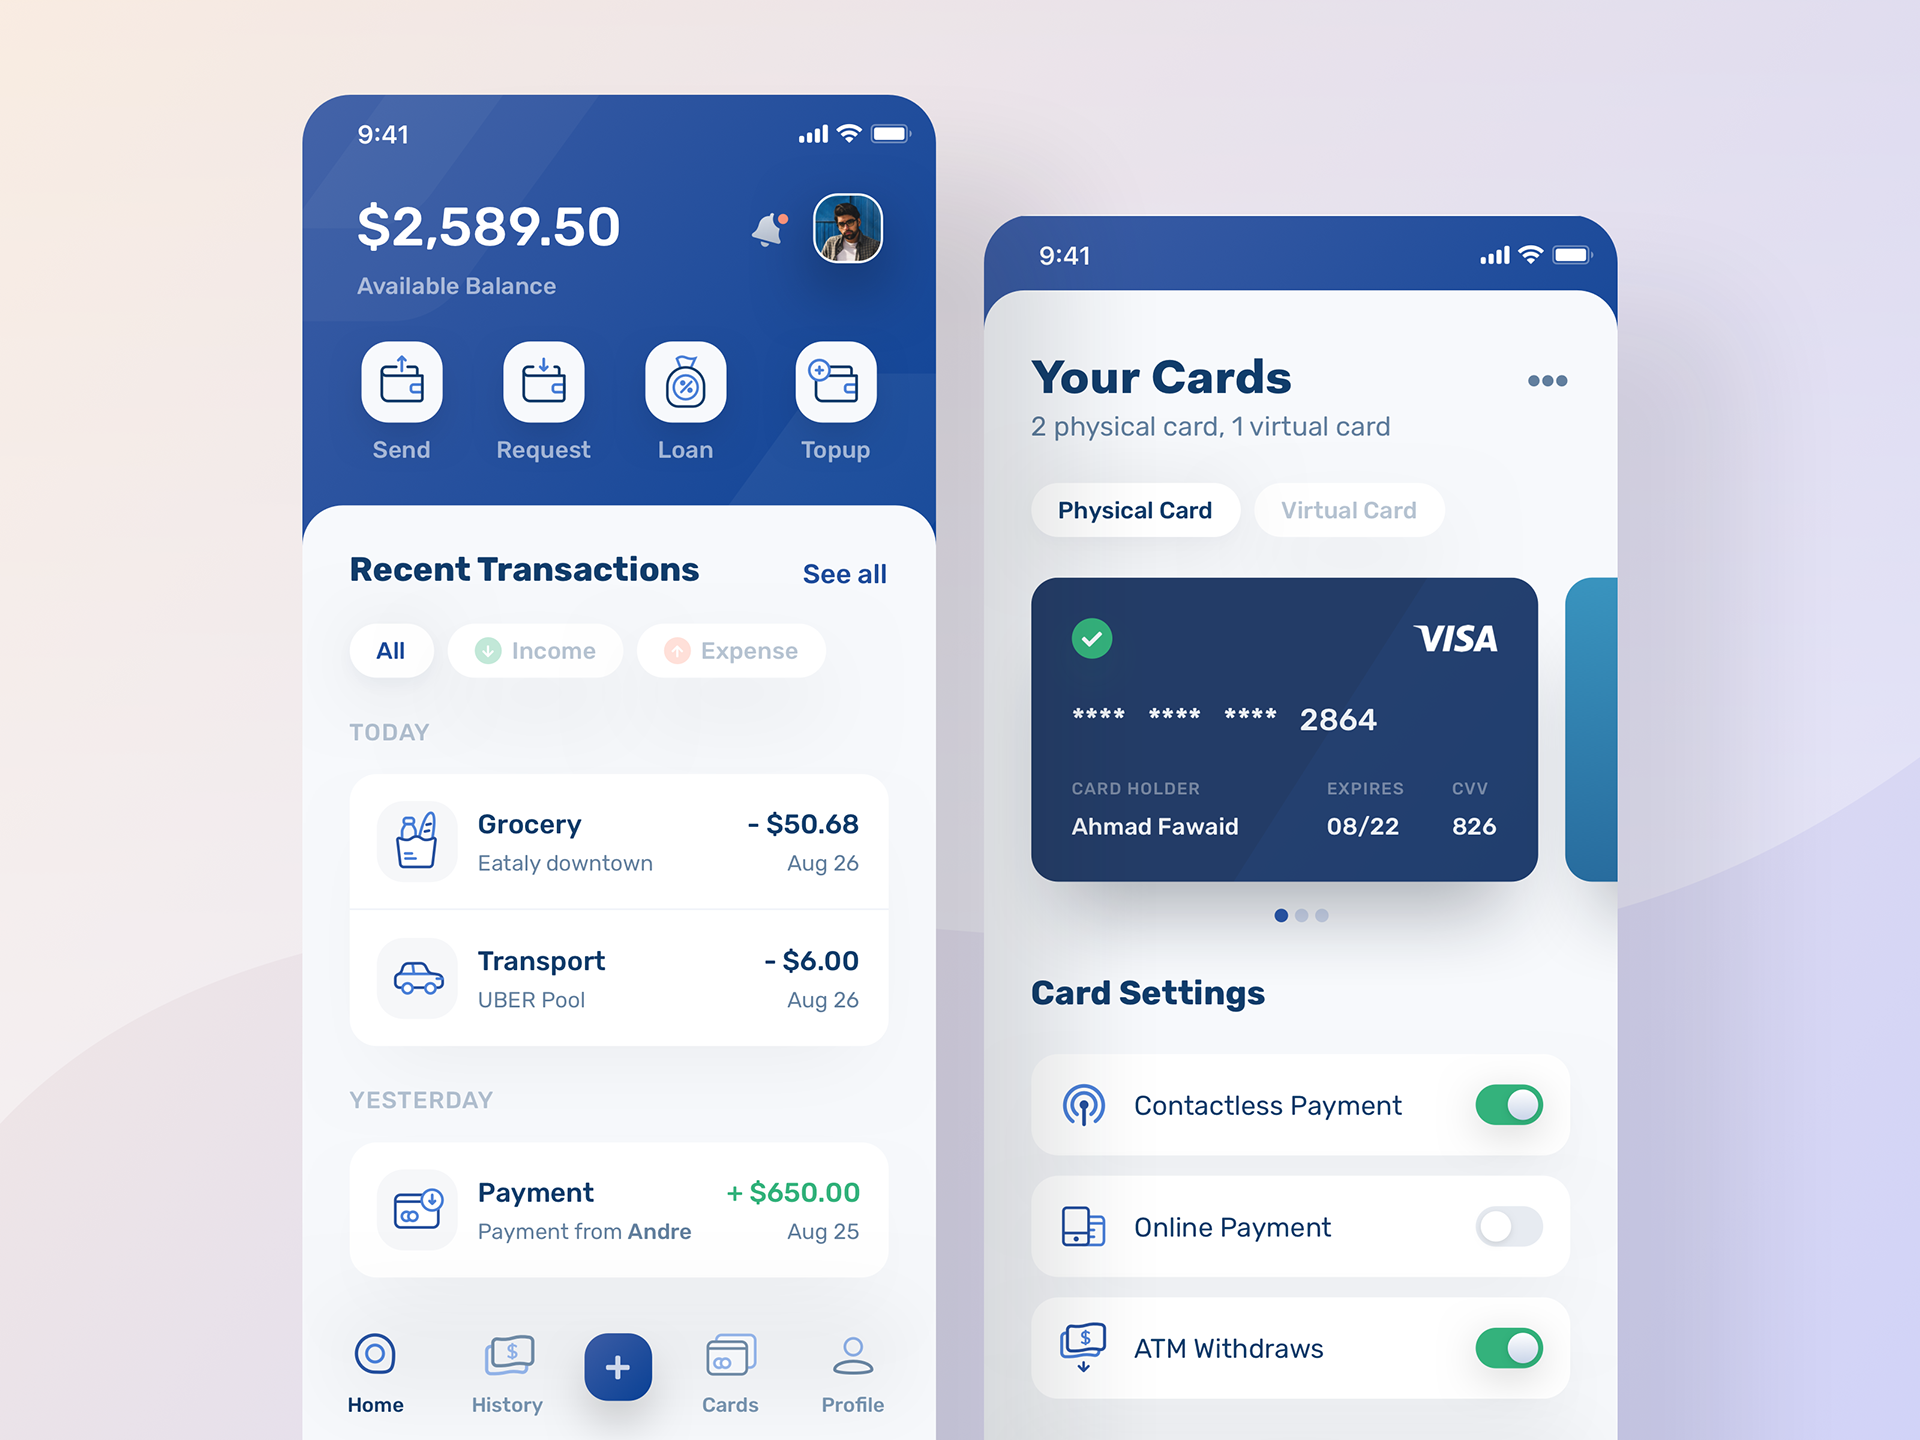 9:41
$2,589.50
Available Balance
Send Request Loan Topup
Recent Transactions See all
All Income Expense
TODAY
Grocery - $50.68
Eataly downtown Aug 26
Transport - $6.00
UBER Pool Aug 26
YESTERDAY
Payment + $650.00
Payment from Andre Aug 25
Home History + Cards Profile
9:41
Your Cards
2 physical card, 1 virtual card
Physical Card Virtual Card
VISA
**** **** **** 2864
CARD HOLDER EXPIRES CVV
Ahmad Fawaid 08/22 826
Card Settings
Contactless Payment
Online Payment
ATM Withdraws